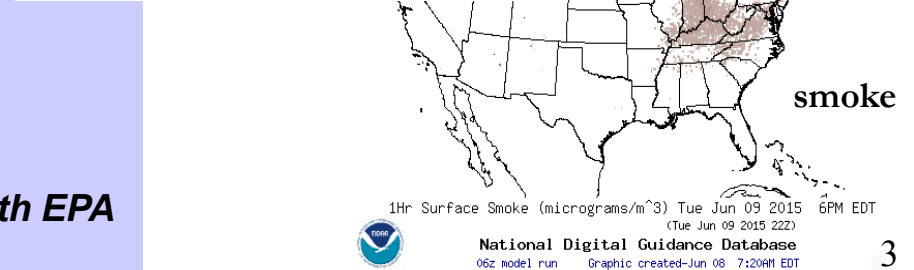 smoke
th EPA
1Hr Surface Smoke (micrograms/m^3) Tue Jun 09 2015 6PM EDT
(Tue Jun 09 2015 22Z)
NOAA
National Digital Guidance Database
06z model run Graphic created-Jun 08 7:20AM EDT
3